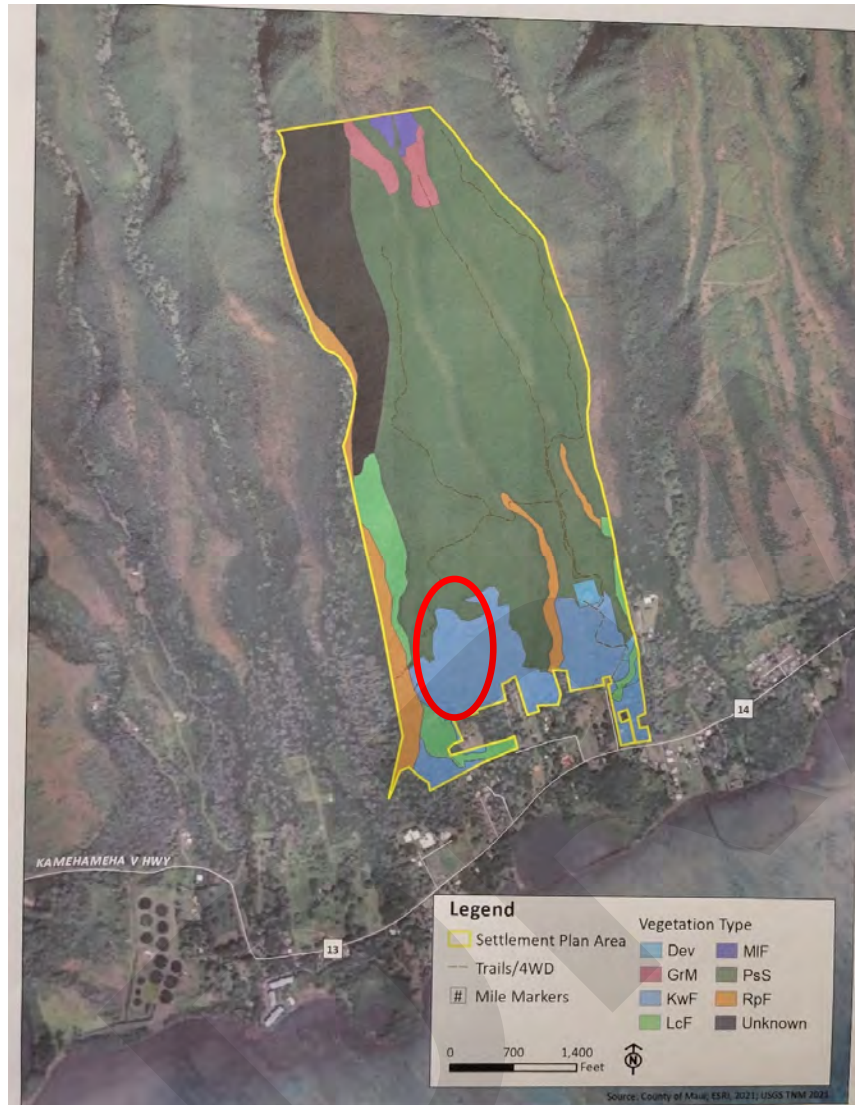 14
KAMEHAMEHA V HWY
13
Legend
Settlement Plan Area
Trails/4WD
# Mile Markers
Vegetation Type
Dev
GrM
KwF
LcF
MIF
PsS
RpF
Unknown
0 700 1,400
Feet
N
Source: County of Maui, ESRI, 2021; USGS TNM 2021